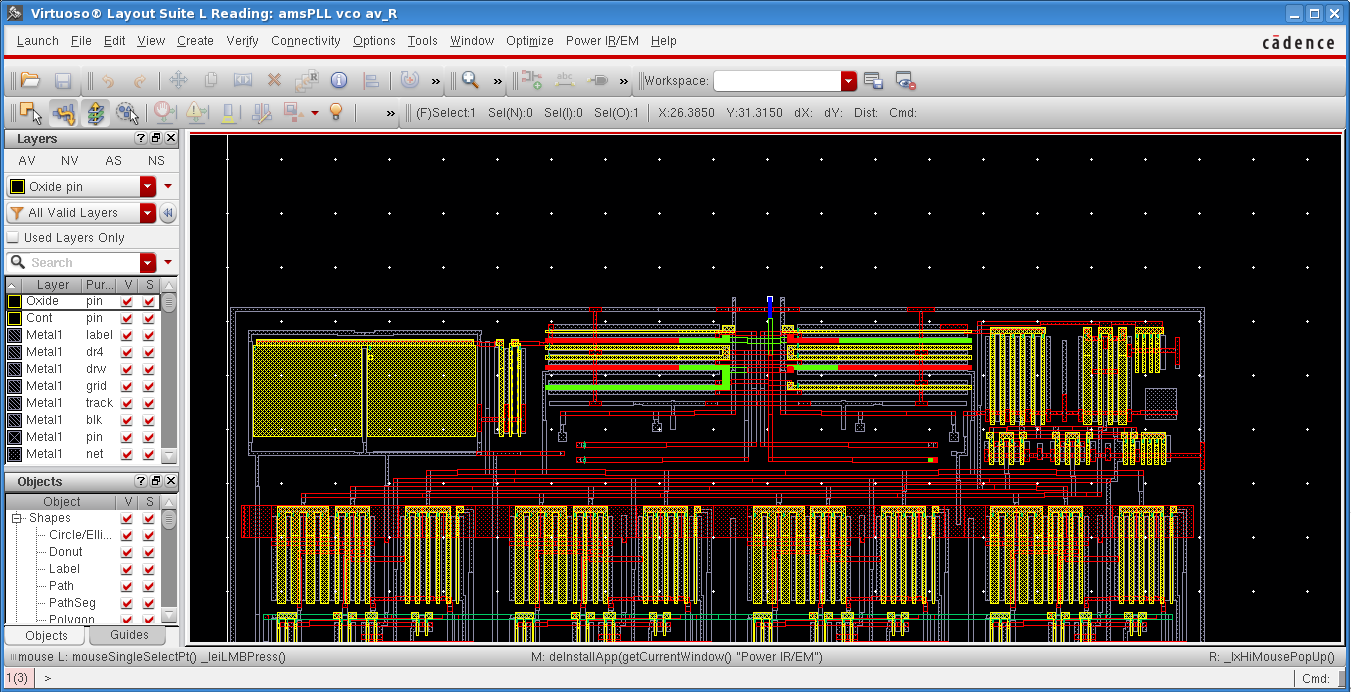 Virtuoso® Layout Suite L Reading: amsPLL vco av_R
Launch File Edit View Create Verify Connectivity Options Tools Window Optimize Power IR/EM Help
cādence
Workspace:
(F)Select:1 Sel(N):0 Sel(I):0 Sel(O):1 X:26.3850 Y:31.3150 dX: dY: Dist: Cmd:
Layers
AV NV AS NS
Oxide pin
All Valid Layers
Used Layers Only
Search
Layer Pur... V S
Oxide pin
Cont pin
Metal1 label
Metal1 dr4
Metal1 drw
Metal1 grid
Metal1 track
Metal1 blk
Metal1 pin
Metal1 net
Objects
Object V S
Shapes
Circle/Elli...
Donut
Label
Path
PathSeg
Polygon
Objects Guides
mouse L: mouseSingleSelectPt() _leiLMBPress() M: deInstallApp(getCurrentWindow() "Power IR/EM") R: _lxHiMousePopUp()
1(3) > Cmd: